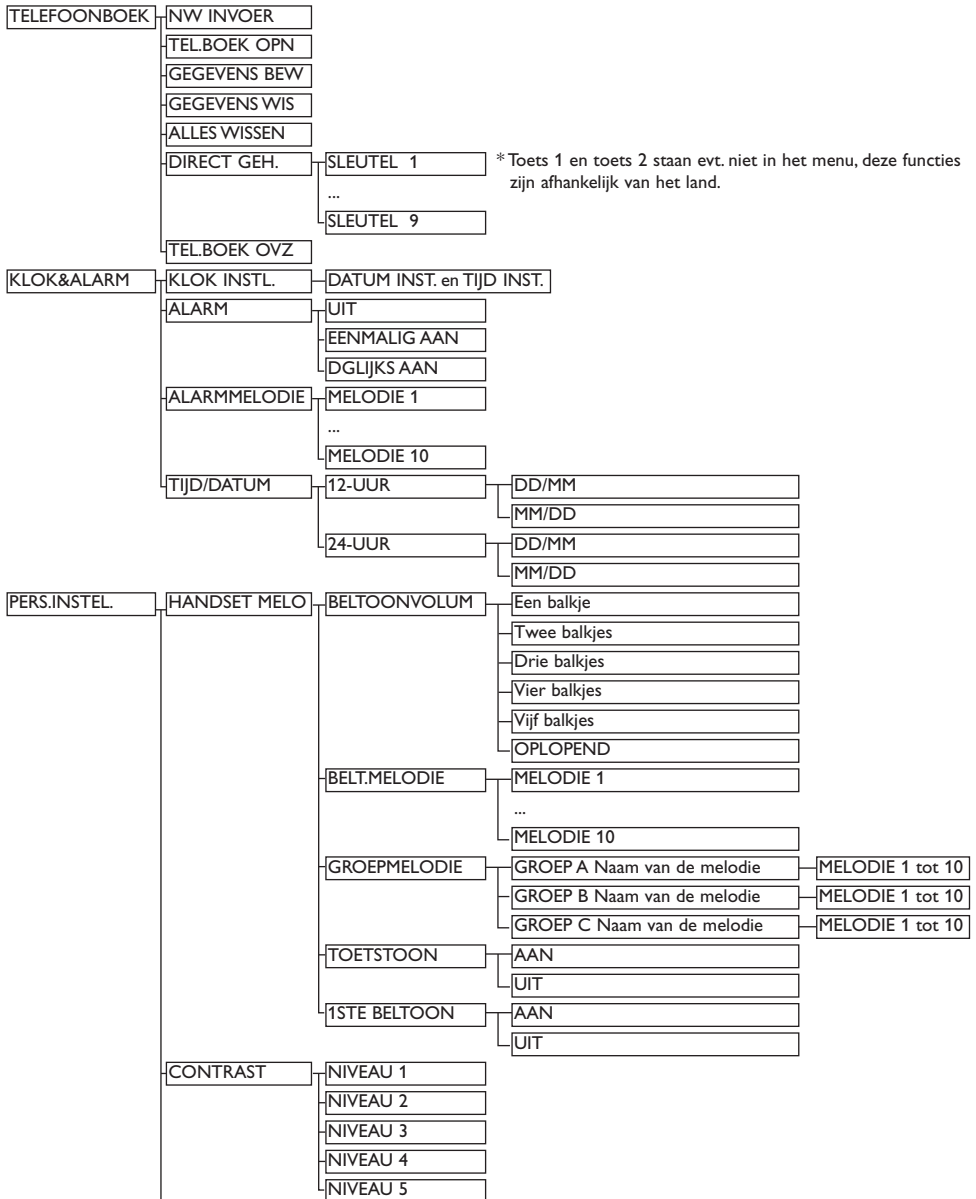 TELEFOONBOEK NW INVOER
TEL.BOEK OPN
GEGEVENS BEW
GEGEVENS WIS
ALLES WISSEN
DIRECT GEH. SLEUTEL 1 * Toets 1 en toets 2 staan evt. niet in het menu, deze functies
zijn afhankelijk van het land.
...
SLEUTEL 9
TEL.BOEK OVZ
KLOK&ALARM KLOK INSTL. DATUM INST. en TIJD INST.
ALARM UIT
EENMALIG AAN
DGLIJKS AAN
ALARMMELODIE MELODIE 1
...
MELODIE 10
TIJD/DATUM 12-UUR DD/MM
MM/DD
24-UUR DD/MM
MM/DD
PERS.INSTEL. HANDSET MELO BELTOONVOLUM Een balkje
Twee balkjes
Drie balkjes
Vier balkjes
Vijf balkjes
OPLOPEND
BELT.MELODIE MELODIE 1
...
MELODIE 10
GROEPMELODIE GROEP A Naam van de melodie MELODIE 1 tot 10
GROEP B Naam van de melodie MELODIE 1 tot 10
GROEP C Naam van de melodie MELODIE 1 tot 10
TOETSTOON AAN
UIT
1STE BELTOON AAN
UIT
CONTRAST NIVEAU 1
NIVEAU 2
NIVEAU 3
NIVEAU 4
NIVEAU 5